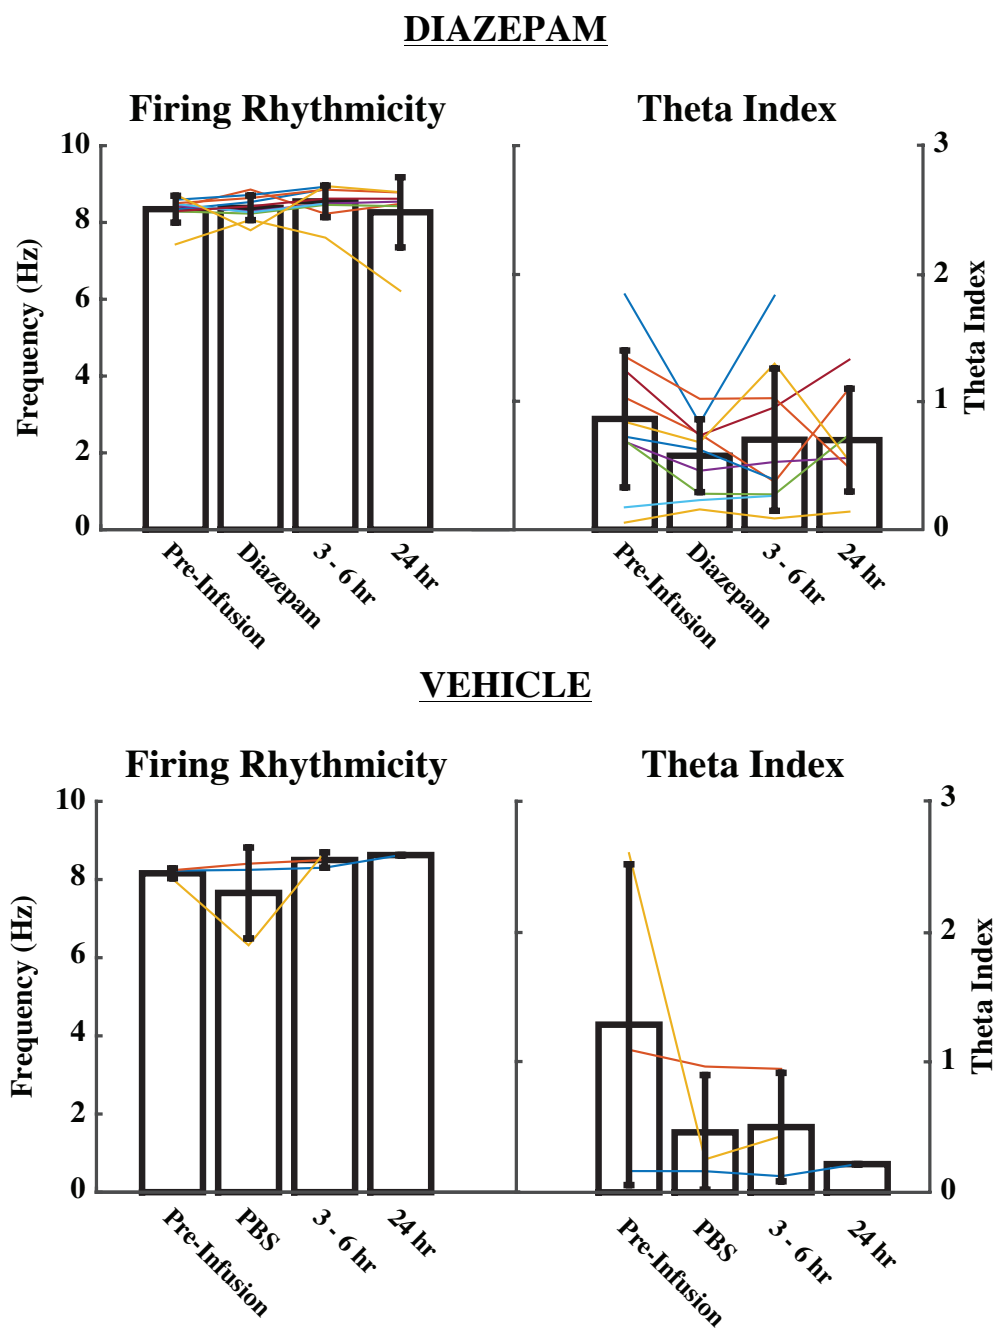 DIAZEPAM
Firing Rhythmicity
Theta Index
10
8
6
4
2
0
Frequency (Hz)
3
2
1
0
Theta Index
Pre-Infusion
Diazepam
3 - 6 hr
24 hr
Pre-Infusion
Diazepam
3 - 6 hr
24 hr
VEHICLE
Firing Rhythmicity
Theta Index
10
8
6
4
2
0
Frequency (Hz)
3
2
1
0
Theta Index
Pre-Infusion
PBS
3 - 6 hr
24 hr
Pre-Infusion
PBS
3 - 6 hr
24 hr